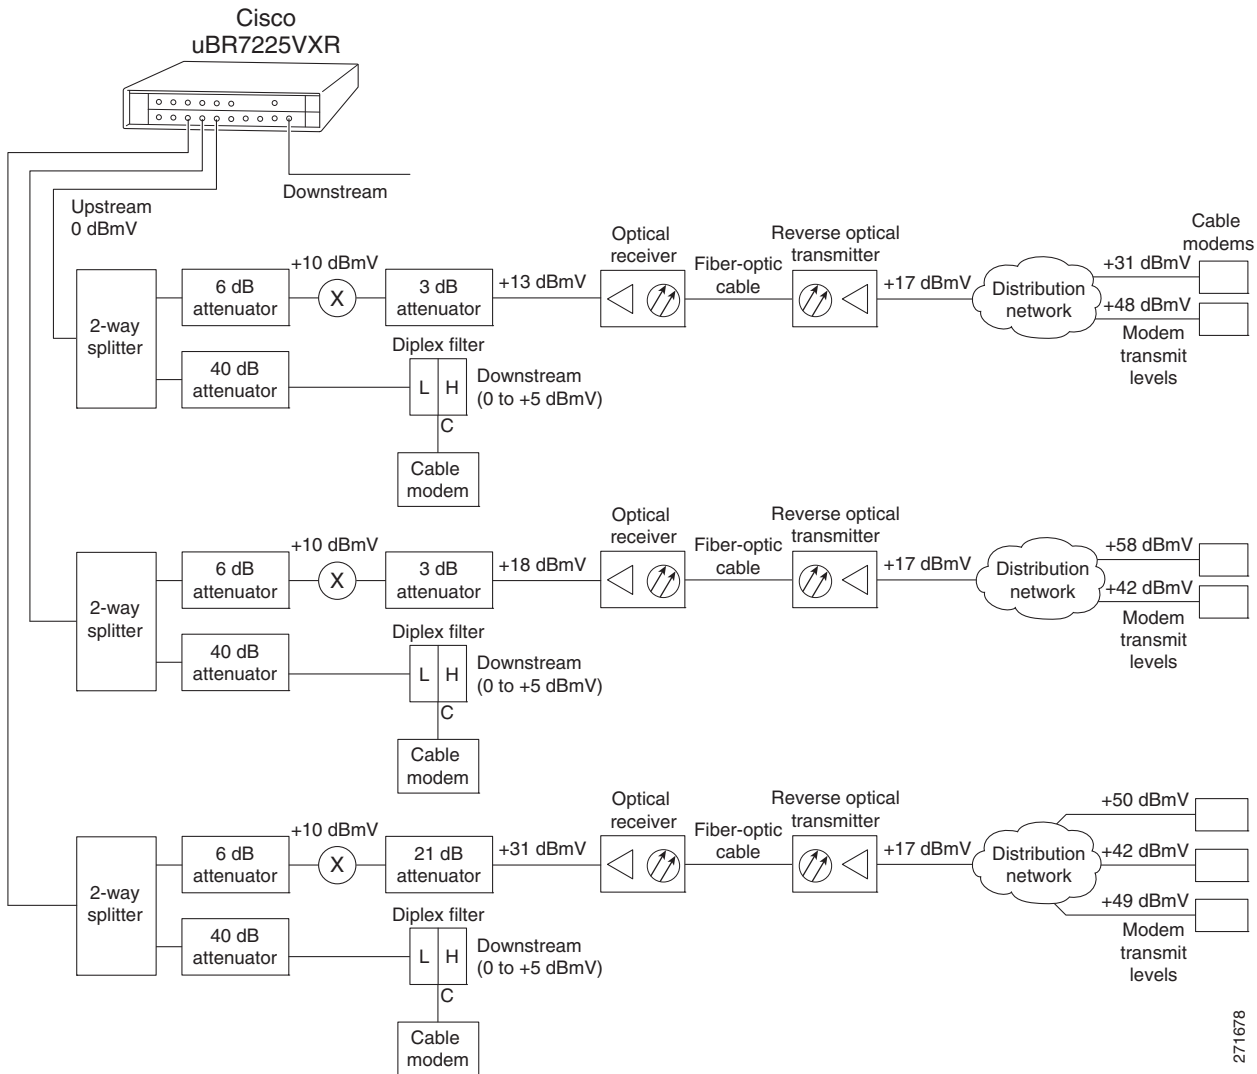 Cisco
uBR7225VXR
Downstream
Upstream
0 dBmV
2-way
splitter
6 dB
attenuator
+10 dBmV
X
3 dB
attenuator
+13 dBmV
Optical
receiver
Fiber-optic
cable
Reverse optical
transmitter
+17 dBmV
Distribution
network
Cable
modems
+31 dBmV
+48 dBmV
Modem
transmit
levels
40 dB
attenuator
Diplex filter
L H
C
Downstream
(0 to +5 dBmV)
Cable
modem
2-way
splitter
6 dB
attenuator
+10 dBmV
X
3 dB
attenuator
+18 dBmV
Optical
receiver
Fiber-optic
cable
Reverse optical
transmitter
+17 dBmV
Distribution
network
+58 dBmV
+42 dBmV
Modem
transmit
levels
40 dB
attenuator
Diplex filter
L H
C
Downstream
(0 to +5 dBmV)
Cable
modem
2-way
splitter
6 dB
attenuator
+10 dBmV
X
21 dB
attenuator
+31 dBmV
Optical
receiver
Fiber-optic
cable
Reverse optical
transmitter
+17 dBmV
Distribution
network
+50 dBmV
+42 dBmV
+49 dBmV
Modem
transmit
levels
40 dB
attenuator
Diplex filter
L H
C
Downstream
(0 to +5 dBmV)
Cable
modem
271678